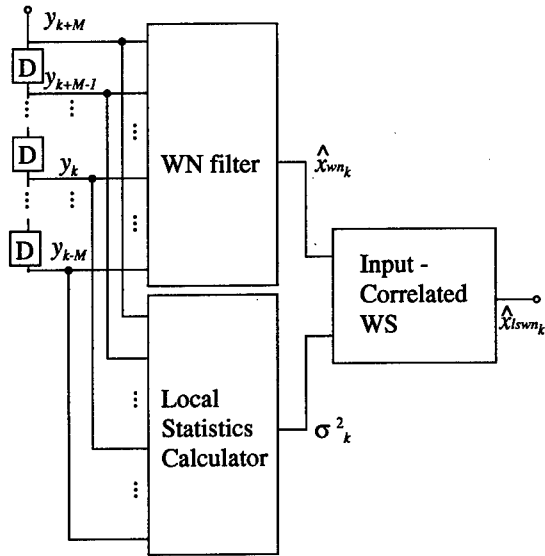 y_{k+M}
D
y_{k+M-1}
D
y_k
D
y_{k-M}
WN filter
x̂_{wn_k}
Input -
Correlated
WS
x̂_{lswn_k}
Local
Statistics
Calculator
σ²_k